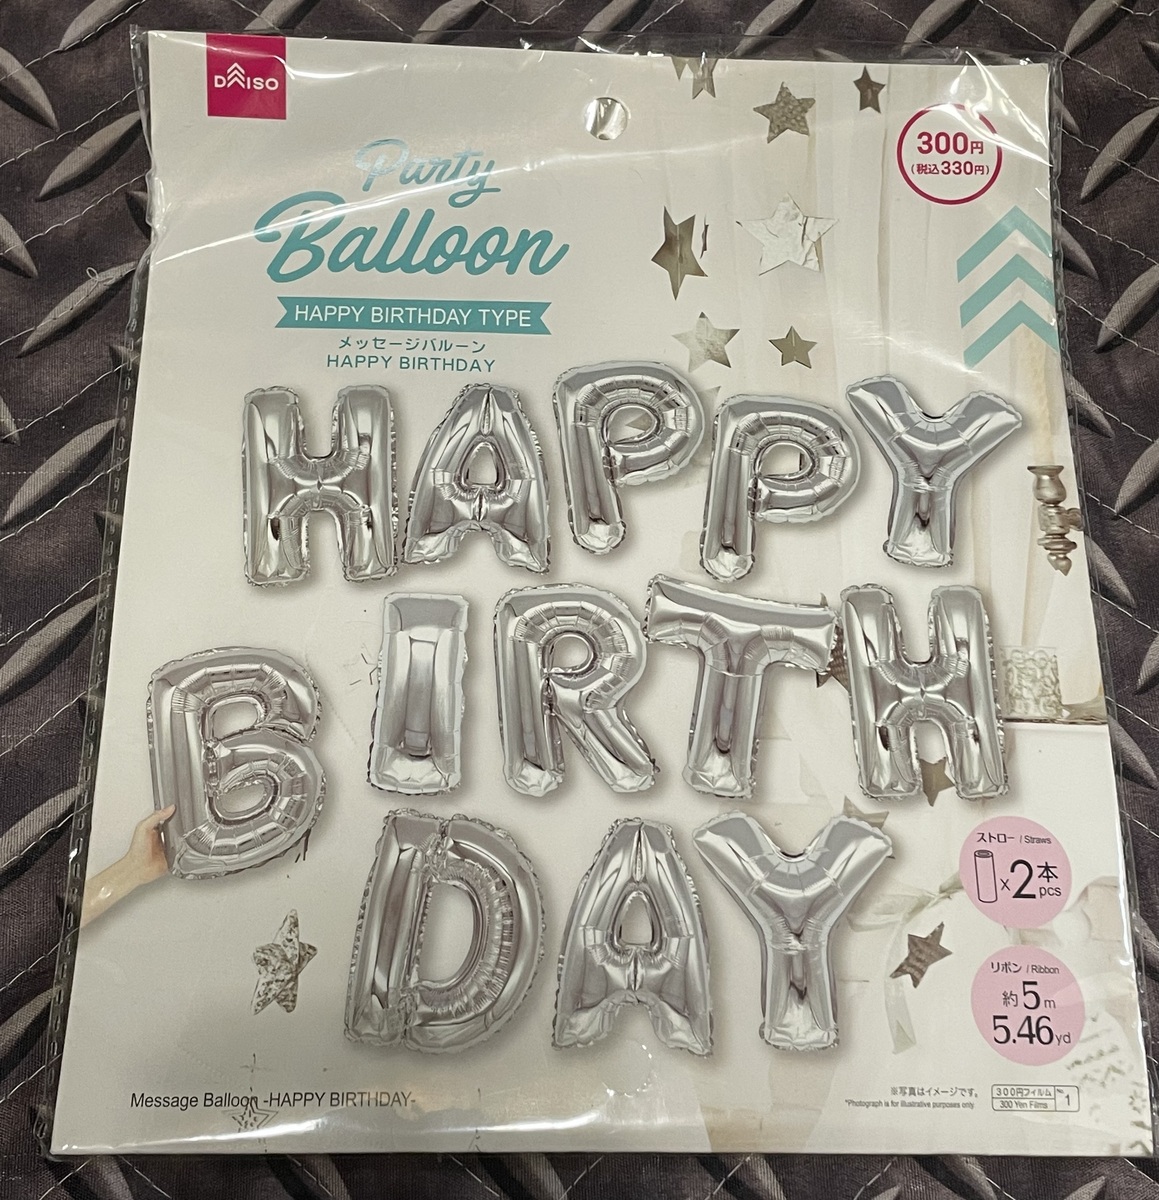 DAISO
Party
Balloon
HAPPY BIRTHDAY TYPE
メッセージバルーン
HAPPY BIRTHDAY
300円
(税込330円)
HAPPY
BIRTH
DAY
ストロー / Straws
x 2本
pcs
リボン / Ribbon
約5m
5.46yd
Message Balloon -HAPPY BIRTHDAY-
※写真はイメージです。
*Photograph is for illustrative purposes only.
300円フィルム No.
300 Yen Films 1